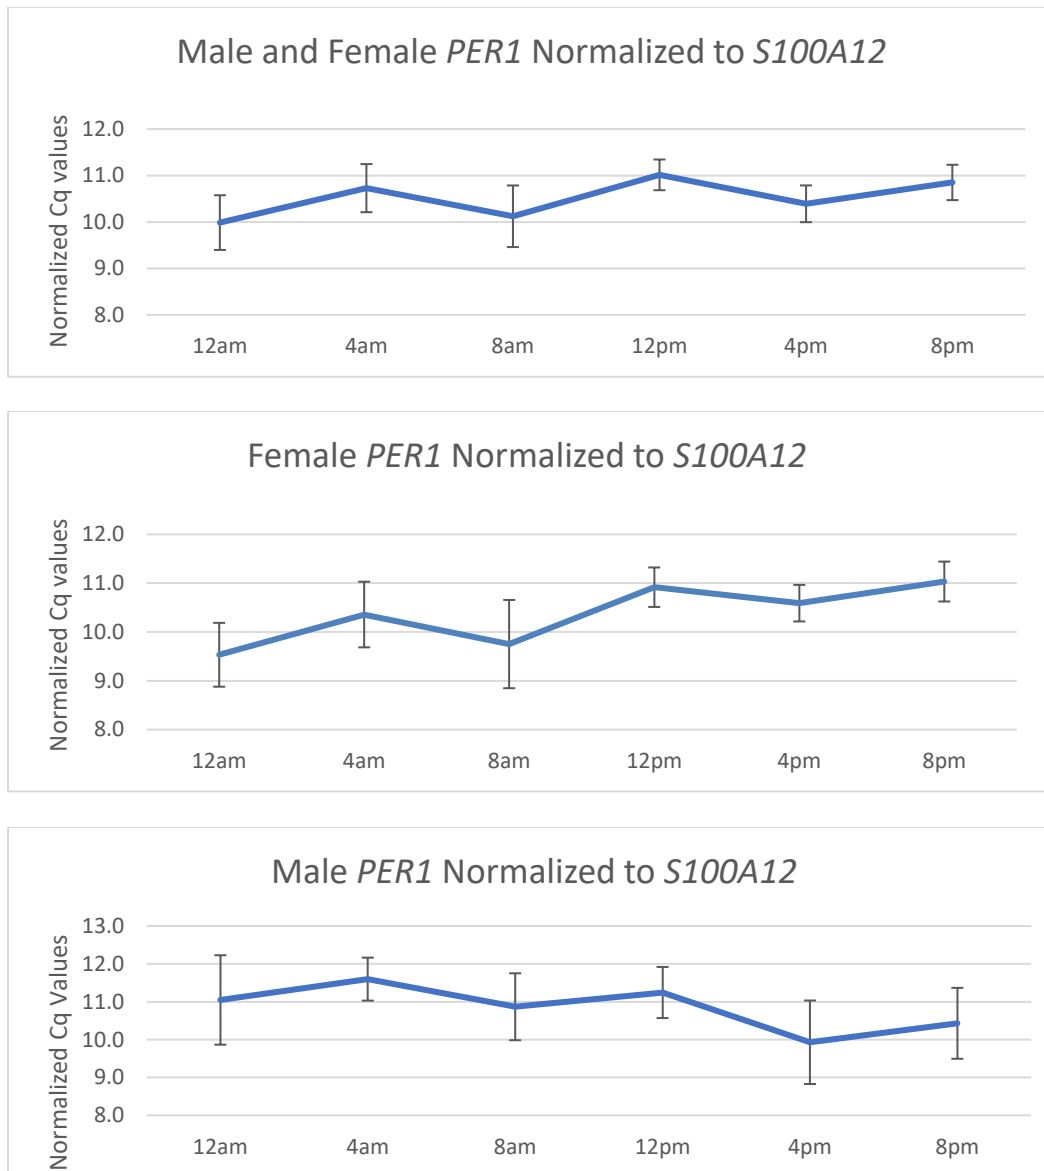 Male and Female PER1 Normalized to S100A12
Normalized Cq values
12.0
11.0
10.0
9.0
8.0
12am 4am 8am 12pm 4pm 8pm
Female PER1 Normalized to S100A12
Normalized Cq values
12.0
11.0
10.0
9.0
8.0
12am 4am 8am 12pm 4pm 8pm
Male PER1 Normalized to S100A12
Normalized Cq Values
13.0
12.0
11.0
10.0
9.0
8.0
12am 4am 8am 12pm 4pm 8pm